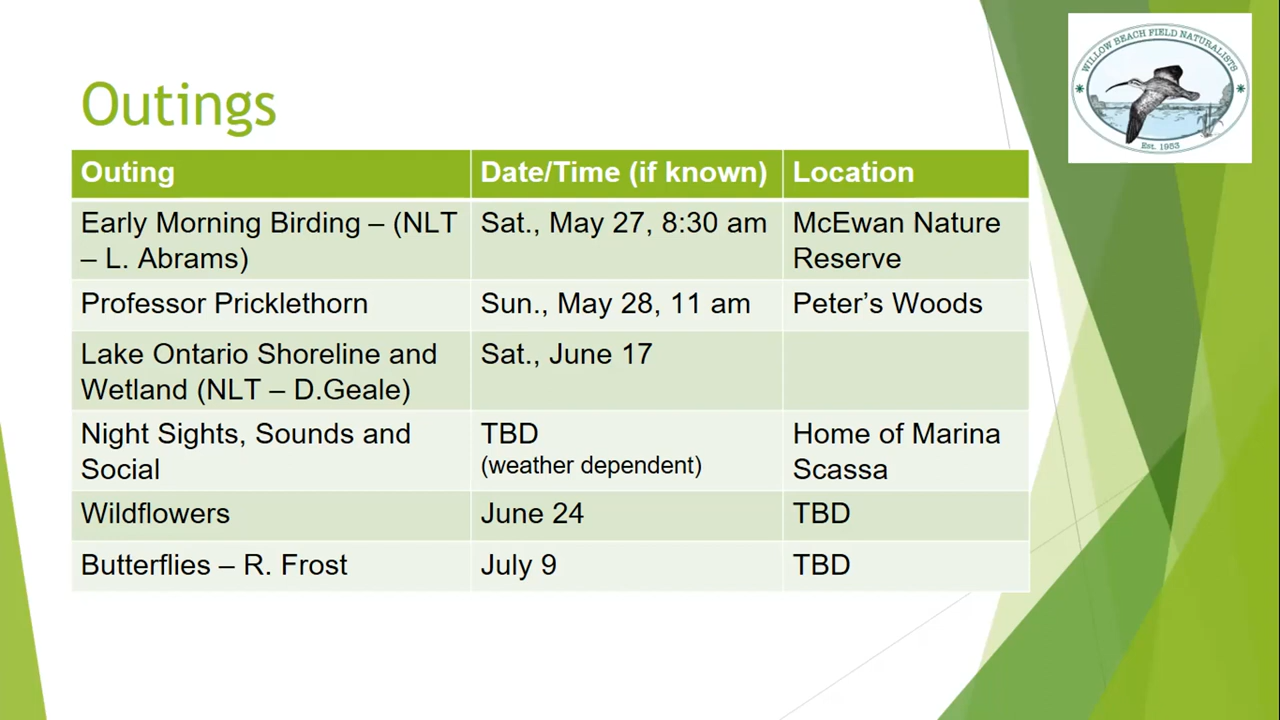 WILLOW BEACH FIELD NATURALISTS
Est. 1953
Outings
Outing Date/Time (if known) Location
Early Morning Birding – (NLT Sat., May 27, 8:30 am McEwan Nature
– L. Abrams) Reserve
Professor Pricklethorn Sun., May 28, 11 am Peter’s Woods
Lake Ontario Shoreline and Sat., June 17
Wetland (NLT – D.Geale)
Night Sights, Sounds and TBD Home of Marina
Social (weather dependent) Scassa
Wildflowers June 24 TBD
Butterflies – R. Frost July 9 TBD